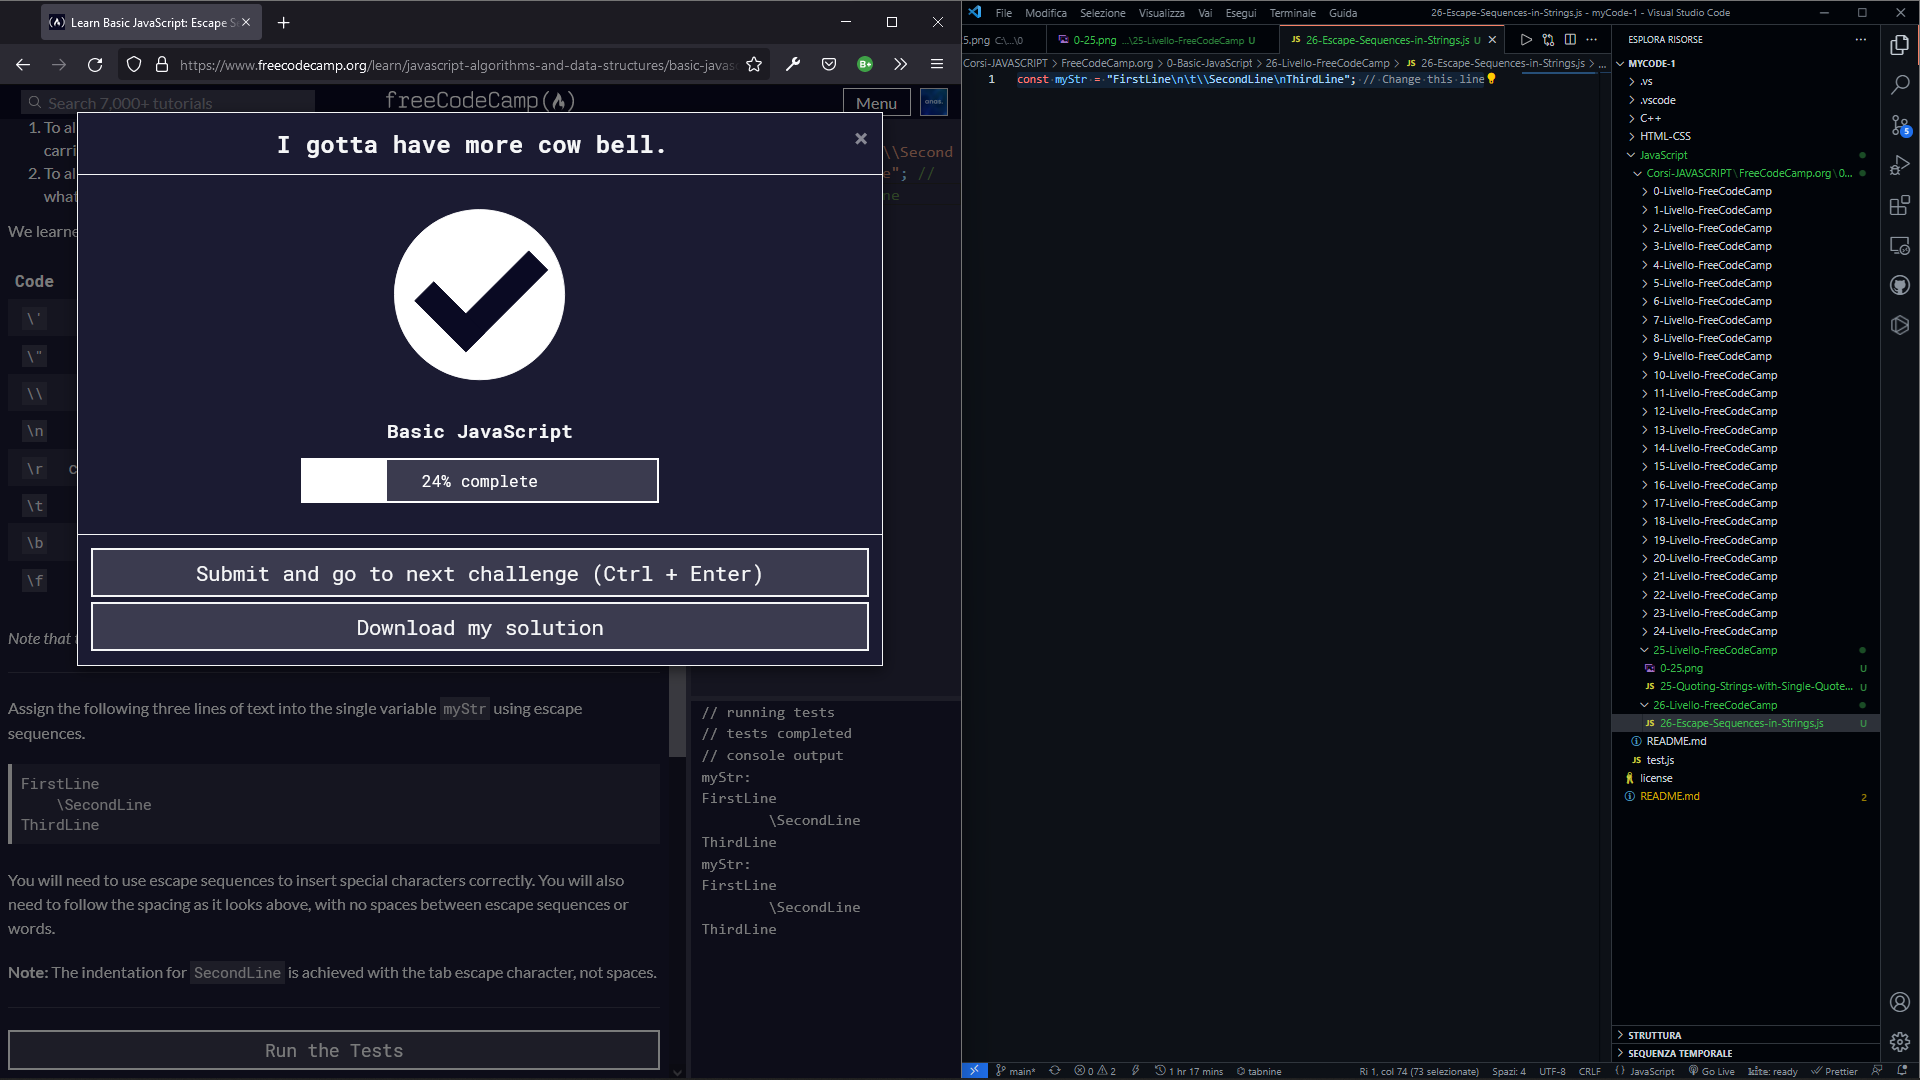 Learn Basic JavaScript: Escape S
https://www.freecodecamp.org/learn/javascript-algorithms-and-data-structures/basic-javas
Search 7,000+ tutorials
freeCodeCamp(🔥)
Menu
1. To al
carri
2. To al
what
We learne
Code
\'
\"
\\
\n
\r c
\t
\b
\f
Note that t
\\Second
e"; //
ne
I gotta have more cow bell.
×
Basic JavaScript
24% complete
Submit and go to next challenge (Ctrl + Enter)
Download my solution
Assign the following three lines of text into the single variable myStr using escape
sequences.
FirstLine
    \SecondLine
ThirdLine
You will need to use escape sequences to insert special characters correctly. You will also
need to follow the spacing as it looks above, with no spaces between escape sequences or
words.
Note: The indentation for SecondLine is achieved with the tab escape character, not spaces.
Run the Tests
// running tests
// tests completed
// console output
myStr:
FirstLine
        \SecondLine
ThirdLine
myStr:
FirstLine
        \SecondLine
ThirdLine
File Modifica Selezione Visualizza Vai Esegui Terminale Guida
26-Escape-Sequences-in-Strings.js - myCode-1 - Visual Studio Code
5.png C:\...\0
0-25.png ...\25-Livello-FreeCodeCamp U
JS 26-Escape-Sequences-in-Strings.js U
Corsi-JAVASCRIPT > FreeCodeCamp.org > 0-Basic-JavaScript > 26-Livello-FreeCodeCamp > JS 26-Escape-Sequences-in-Strings.js > ...
1 const myStr = "FirstLine\n\t\\SecondLine\nThirdLine"; // Change this line
ESPLORA RISORSE
MYCODE-1
.vs
.vscode
C++
HTML-CSS
JavaScript
Corsi-JAVASCRIPT\FreeCodeCamp.org\0...
0-Livello-FreeCodeCamp
1-Livello-FreeCodeCamp
2-Livello-FreeCodeCamp
3-Livello-FreeCodeCamp
4-Livello-FreeCodeCamp
5-Livello-FreeCodeCamp
6-Livello-FreeCodeCamp
7-Livello-FreeCodeCamp
8-Livello-FreeCodeCamp
9-Livello-FreeCodeCamp
10-Livello-FreeCodeCamp
11-Livello-FreeCodeCamp
12-Livello-FreeCodeCamp
13-Livello-FreeCodeCamp
14-Livello-FreeCodeCamp
15-Livello-FreeCodeCamp
16-Livello-FreeCodeCamp
17-Livello-FreeCodeCamp
18-Livello-FreeCodeCamp
19-Livello-FreeCodeCamp
20-Livello-FreeCodeCamp
21-Livello-FreeCodeCamp
22-Livello-FreeCodeCamp
23-Livello-FreeCodeCamp
24-Livello-FreeCodeCamp
25-Livello-FreeCodeCamp
0-25.png U
JS 25-Quoting-Strings-with-Single-Quote... U
26-Livello-FreeCodeCamp
JS 26-Escape-Sequences-in-Strings.js U
README.md
JS test.js
license
README.md 2
STRUTTURA
SEQUENZA TEMPORALE
5
main* 0 2 1 hr 17 mins tabnine
Ri 1, col 74 (73 selezionate) Spazi: 4 UTF-8 CRLF JavaScript Go Live kite: ready Prettier